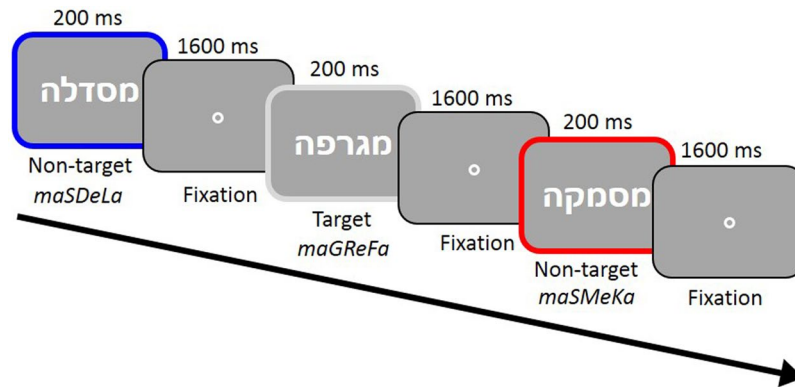 200 ms
מסדלה
Non-target
maSDeLa
1600 ms
Fixation
200 ms
מגרפה
Target
maGReFa
1600 ms
Fixation
200 ms
מסמקה
Non-target
maSMeKa
1600 ms
Fixation